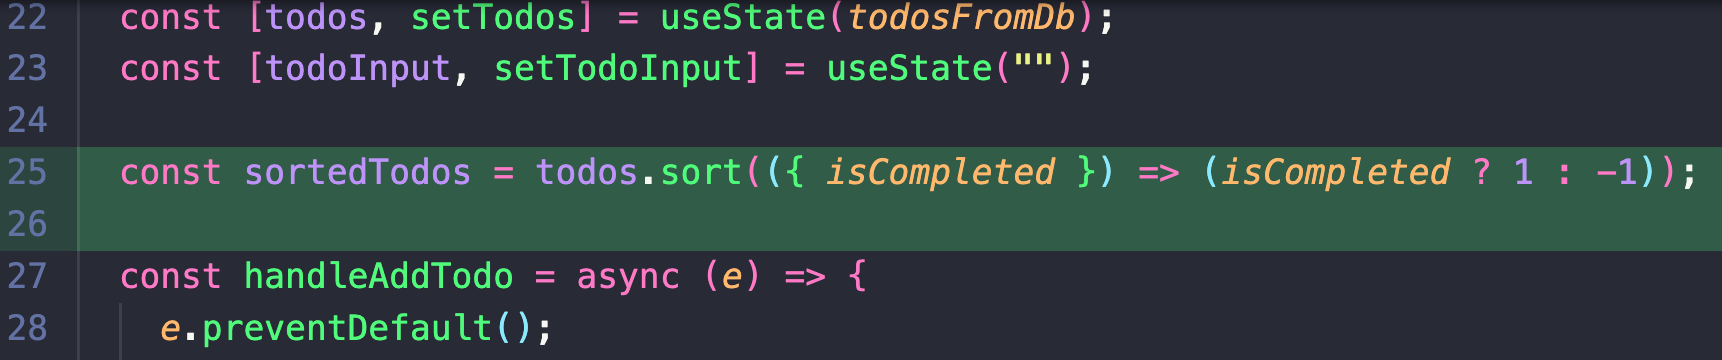 22 const [todos, setTodos] = useState(todosFromDb);
23 const [todoInput, setTodoInput] = useState("");
24
25 const sortedTodos = todos.sort(({ isCompleted }) => (isCompleted ? 1 : -1));
26
27 const handleAddTodo = async (e) => {
28 e.preventDefault();